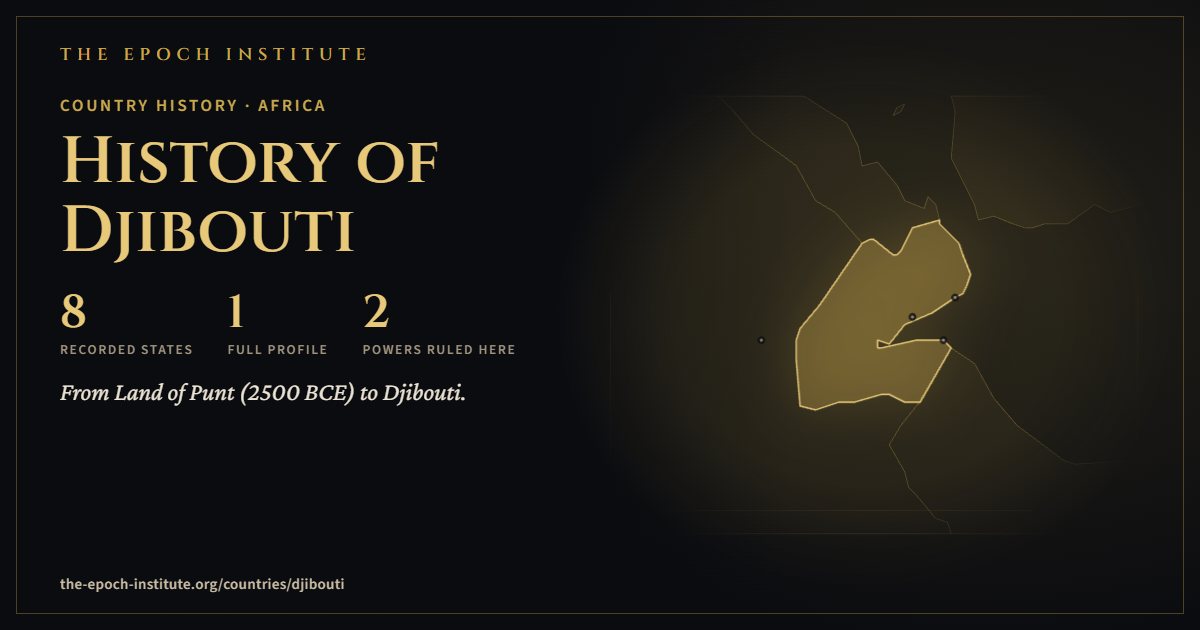 THE EPOCH INSTITUTE
COUNTRY HISTORY · AFRICA
History of
Djibouti
8 1 2
RECORDED STATES FULL PROFILE POWERS RULED HERE
From Land of Punt (2500 BCE) to Djibouti.
the-epoch-institute.org/countries/djibouti